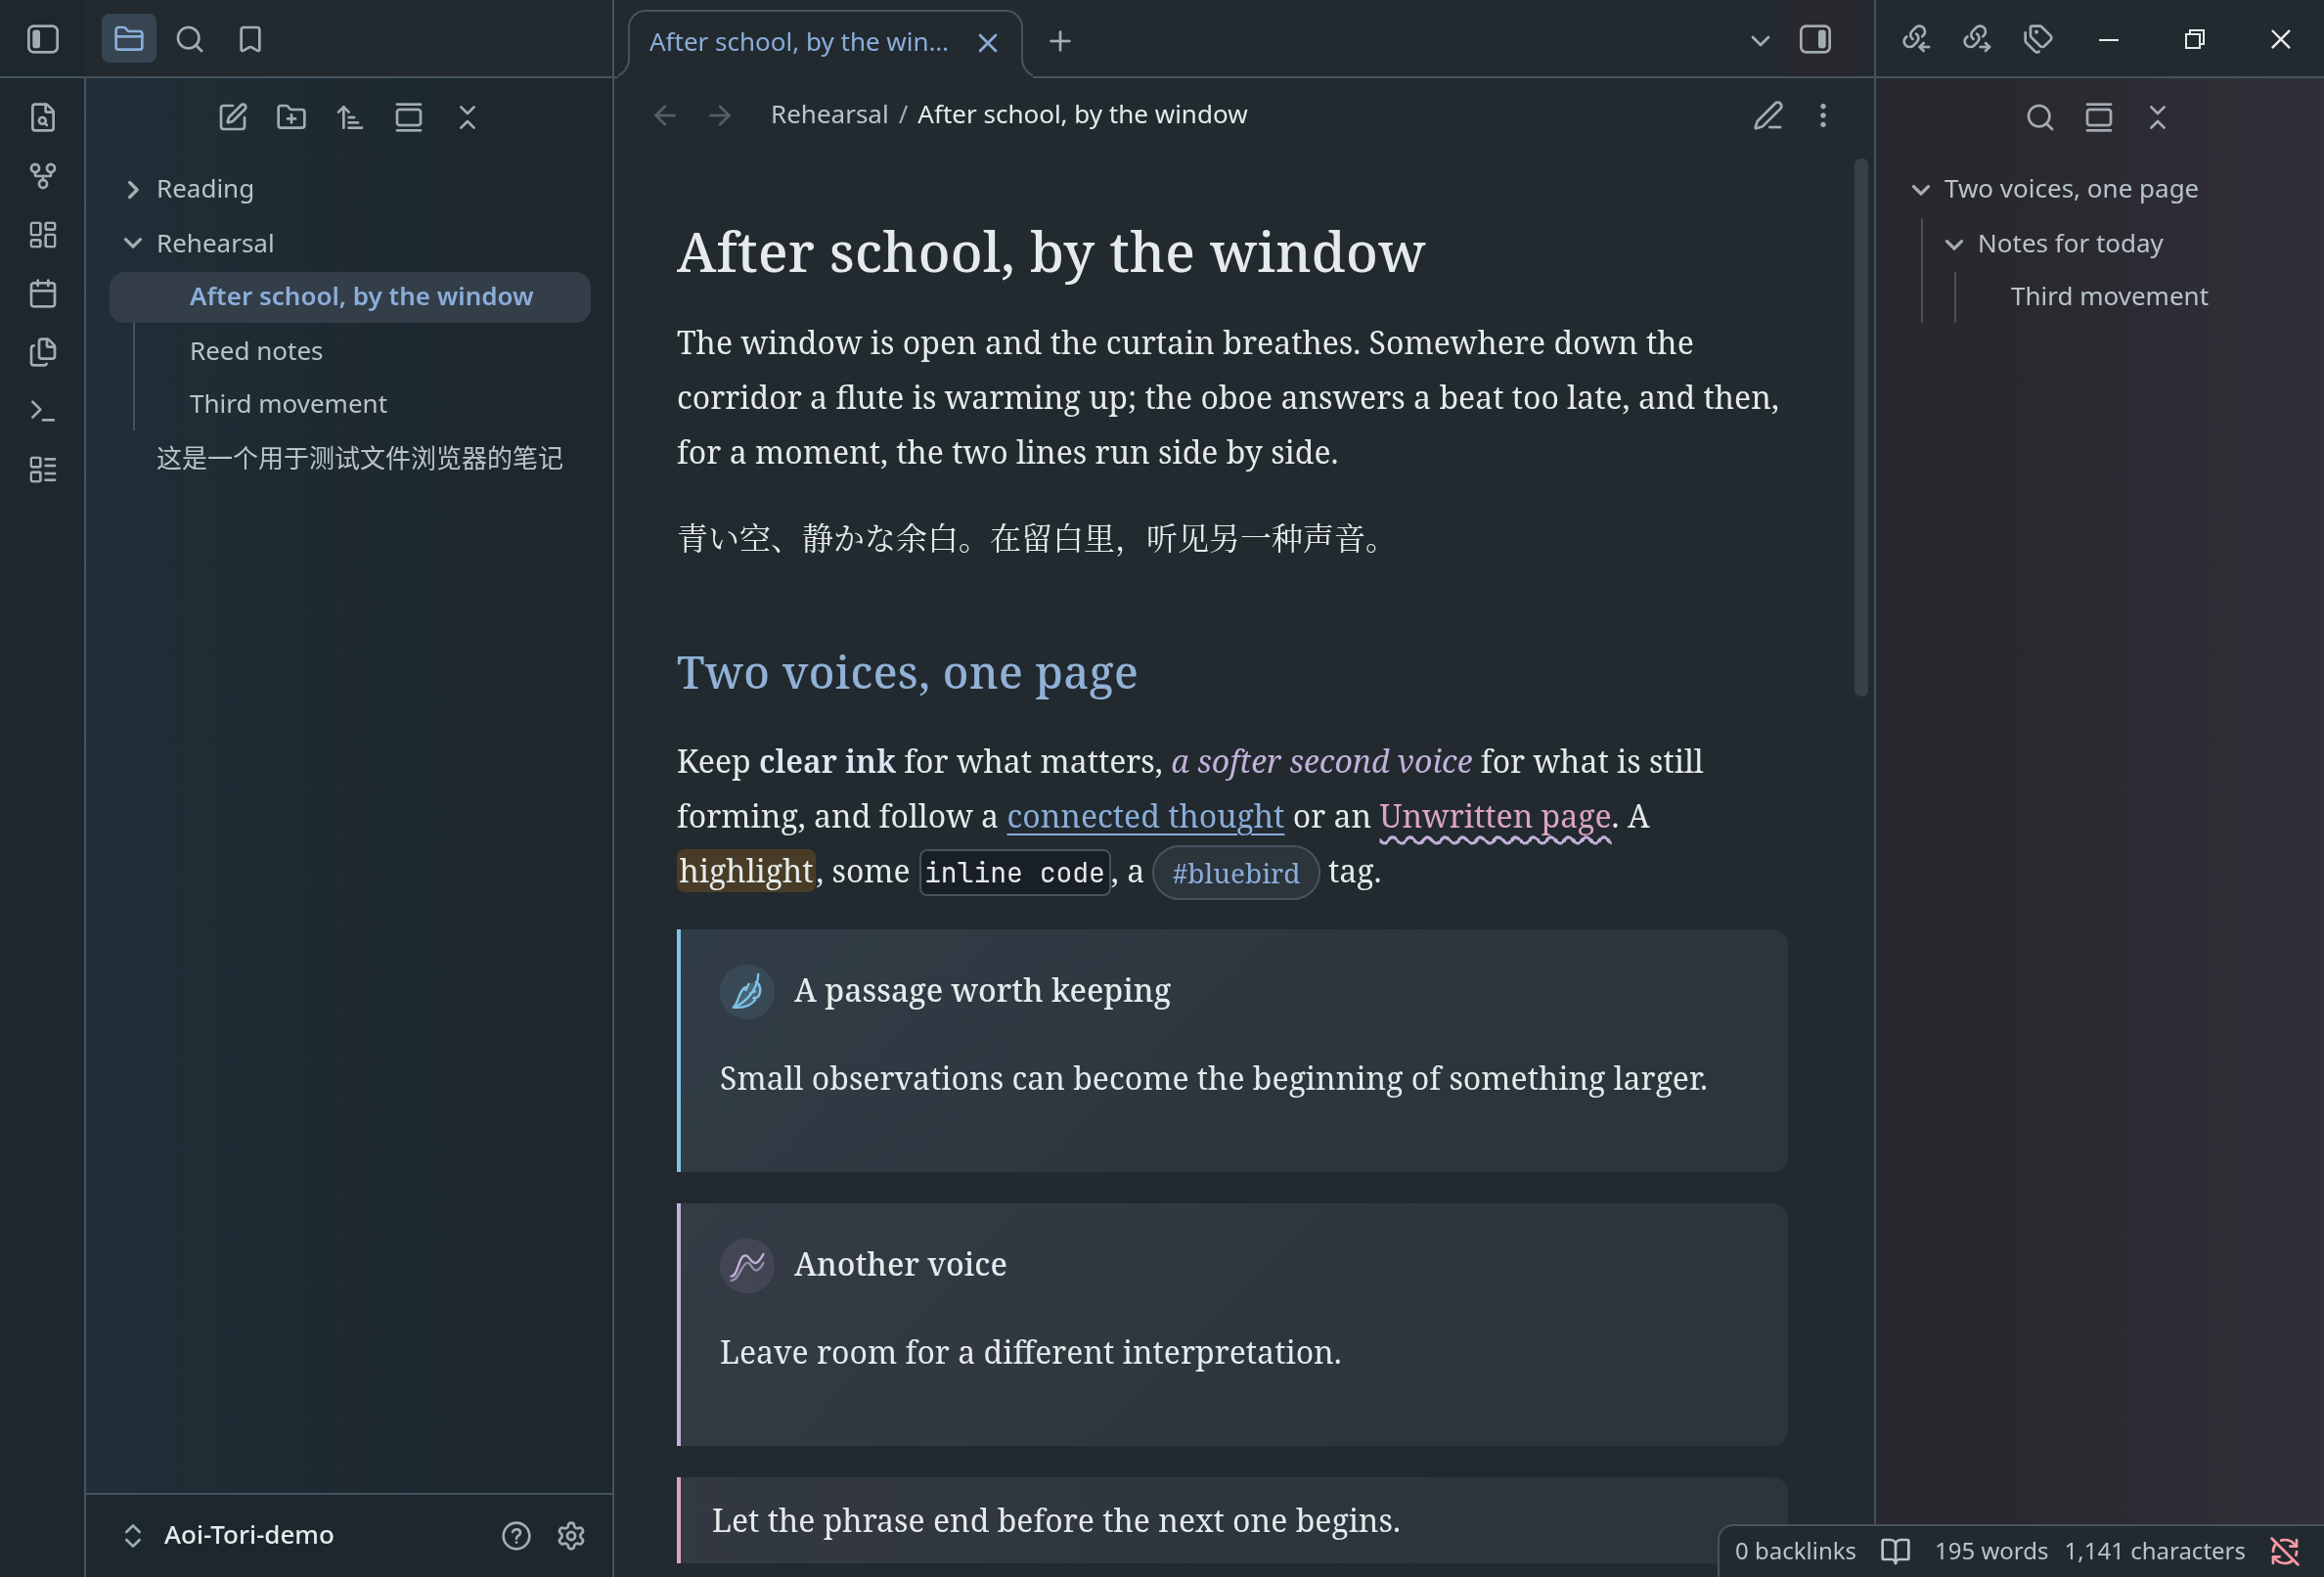 After school, by the win...
Rehearsal / After school, by the window
Reading
Rehearsal
After school, by the window
Reed notes
Third movement
这是一个用于测试文件浏览器的笔记
Aoi-Tori-demo
After school, by the window
The window is open and the curtain breathes. Somewhere down the
corridor a flute is warming up; the oboe answers a beat too late, and then,
for a moment, the two lines run side by side.
青い空、静かな余白。在留白里，听见另一种声音。
Two voices, one page
Keep clear ink for what matters, a softer second voice for what is still
forming, and follow a connected thought or an Unwritten page. A
highlight, some inline code, a #bluebird tag.
A passage worth keeping
Small observations can become the beginning of something larger.
Another voice
Leave room for a different interpretation.
Let the phrase end before the next one begins.
Two voices, one page
Notes for today
Third movement
0 backlinks 195 words 1,141 characters